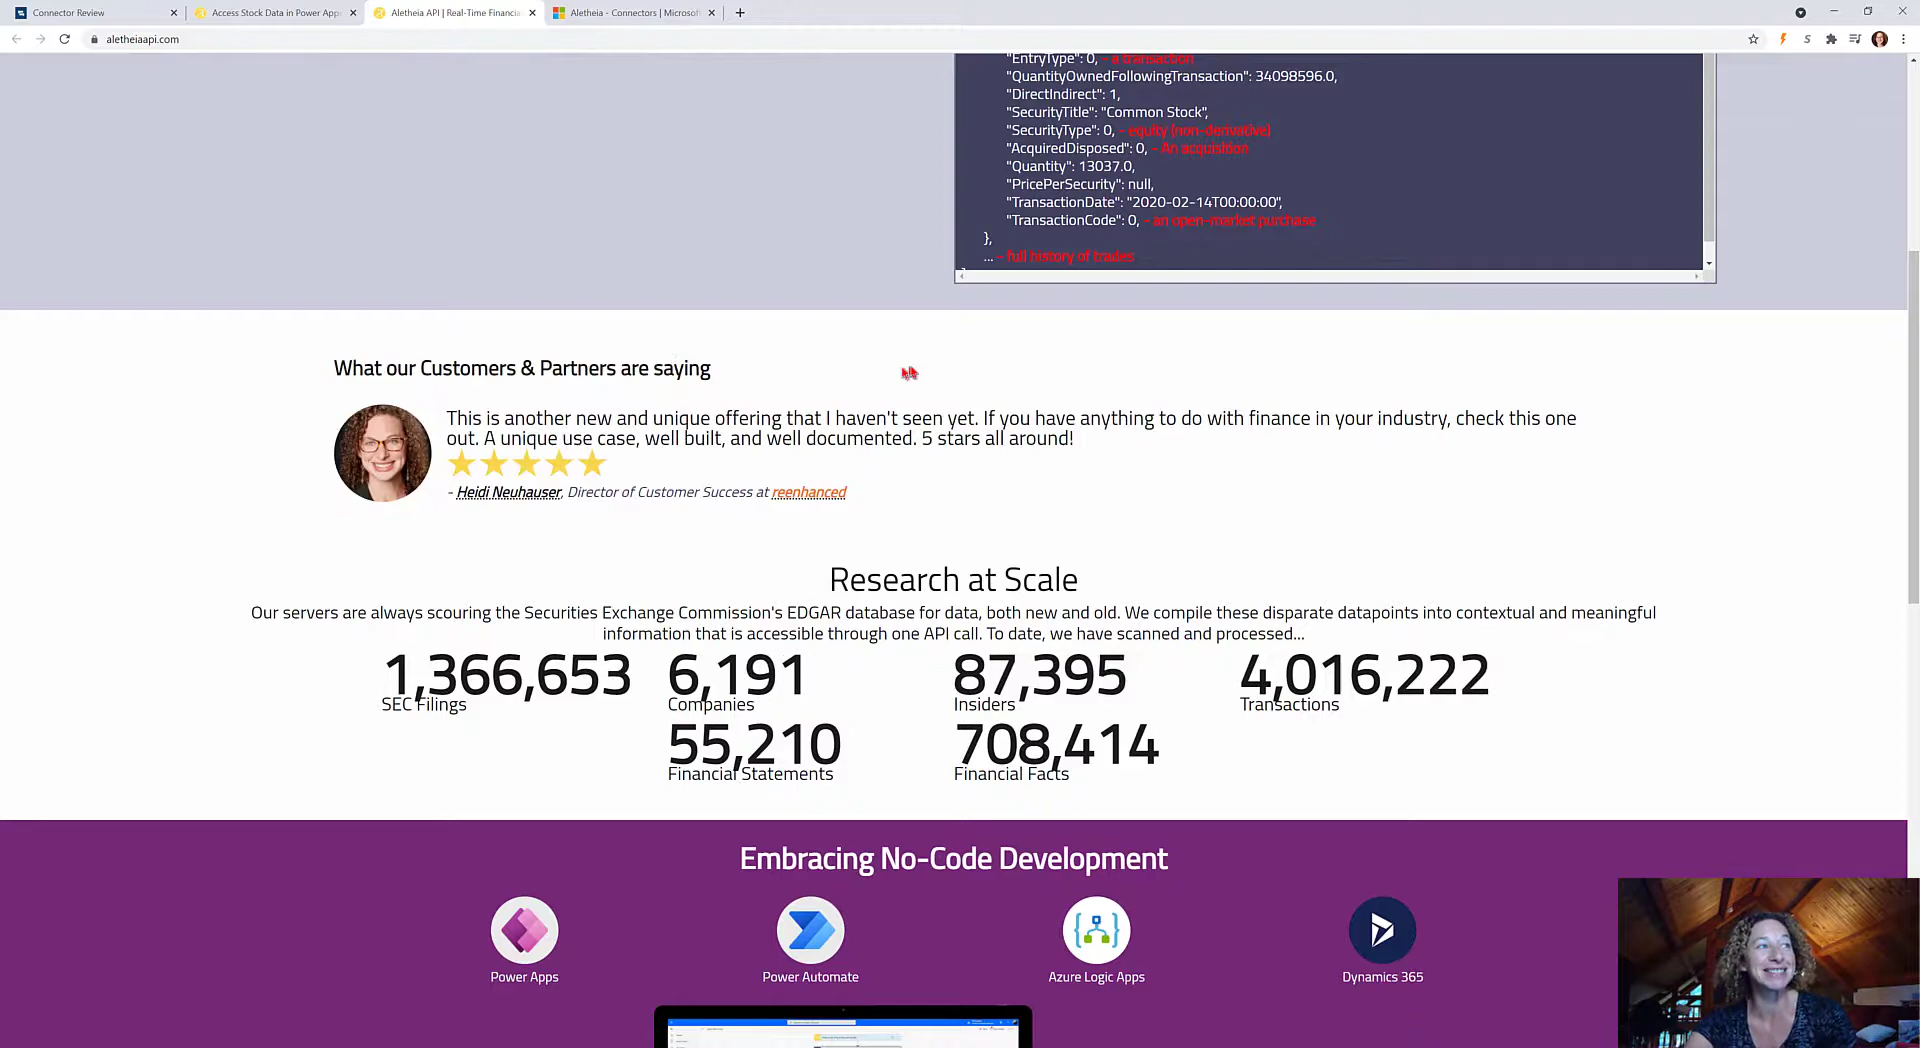 Connector Review
Access Stock Data in Power App
Aletheia API | Real-Time Financia
Aletheia - Connectors | Microsof
aletheiaapi.com
"EntryType": 0, - a transaction
"QuantityOwnedFollowingTransaction": 34098596.0,
"DirectIndirect": 1,
"SecurityTitle": "Common Stock",
"SecurityType": 0, - equity (non-derivative)
"AcquiredDisposed": 0, - An acquisition
"Quantity": 13037.0,
"PricePerSecurity": null,
"TransactionDate": "2020-02-14T00:00:00",
"TransactionCode": 0, - an open-market purchase
},
... - full history of trades
What our Customers & Partners are saying
This is another new and unique offering that I haven't seen yet. If you have anything to do with finance in your industry, check this one
out. A unique use case, well built, and well documented. 5 stars all around!
- Heidi Neuhauser, Director of Customer Success at reenhanced
Research at Scale
Our servers are always scouring the Securities Exchange Commission's EDGAR database for data, both new and old. We compile these disparate datapoints into contextual and meaningful
information that is accessible through one API call. To date, we have scanned and processed...
1,366,653
SEC Filings
6,191
Companies
87,395
Insiders
4,016,222
Transactions
55,210
Financial Statements
708,414
Financial Facts
Embracing No-Code Development
Power Apps
Power Automate
Azure Logic Apps
Dynamics 365